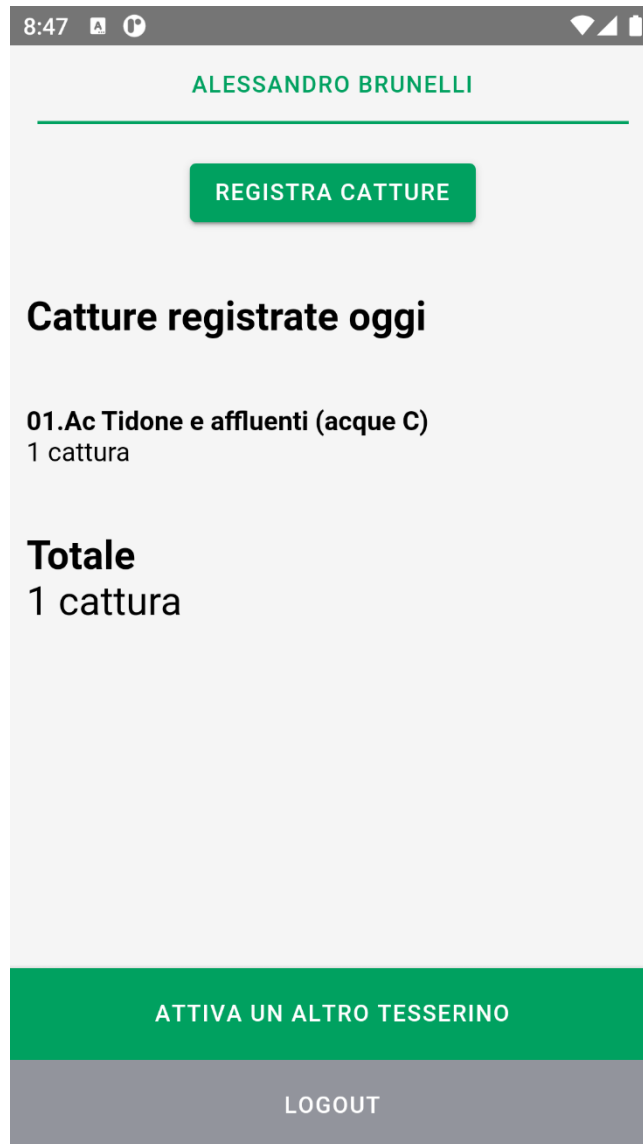 8:47
ALESSANDRO BRUNELLI
REGISTRA CATTURE
Catture registrate oggi
01.Ac Tidone e affluenti (acque C)
1 cattura
Totale
1 cattura
ATTIVA UN ALTRO TESSERINO
LOGOUT